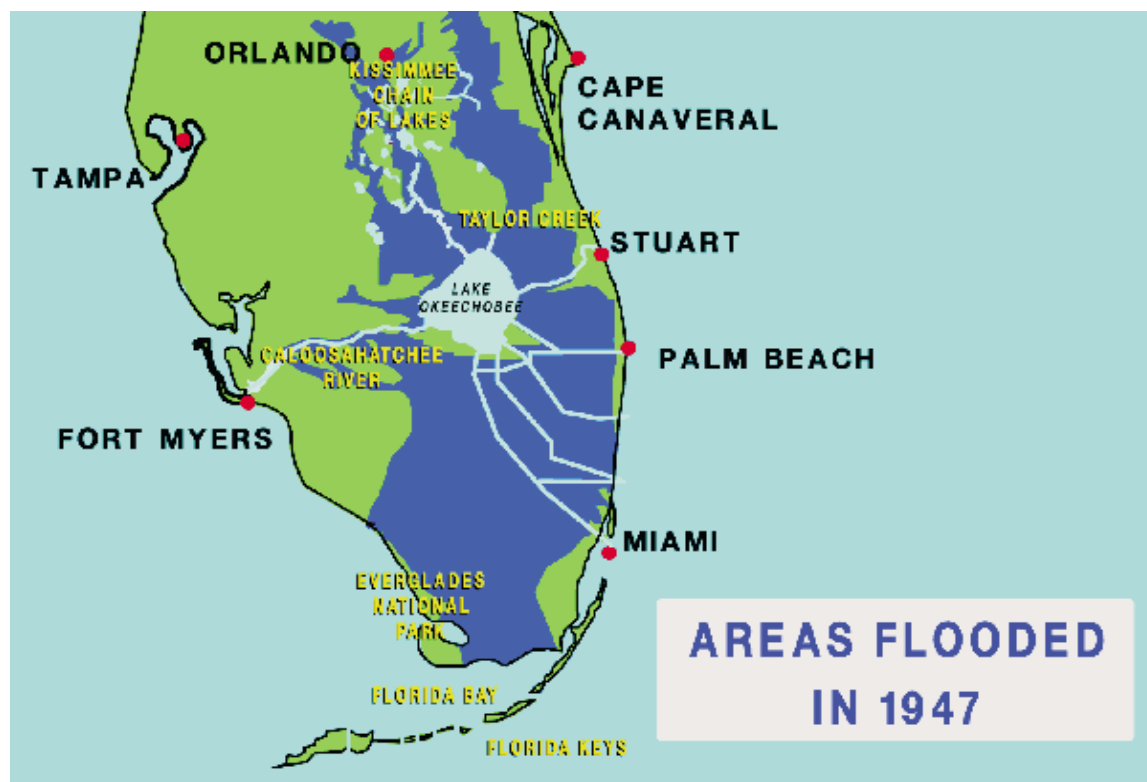 ORLANDO
KISSIMMEE
CHAIN
OF LAKES
CAPE
CANAVERAL
TAMPA
TAYLOR CREEK
STUART
LAKE
OKEECHOBEE
CALOOSAHATCHEE
RIVER
PALM BEACH
FORT MYERS
MIAMI
EVERGLADES
NATIONAL
PARK
AREAS FLOODED
IN 1947
FLORIDA BAY
FLORIDA KEYS